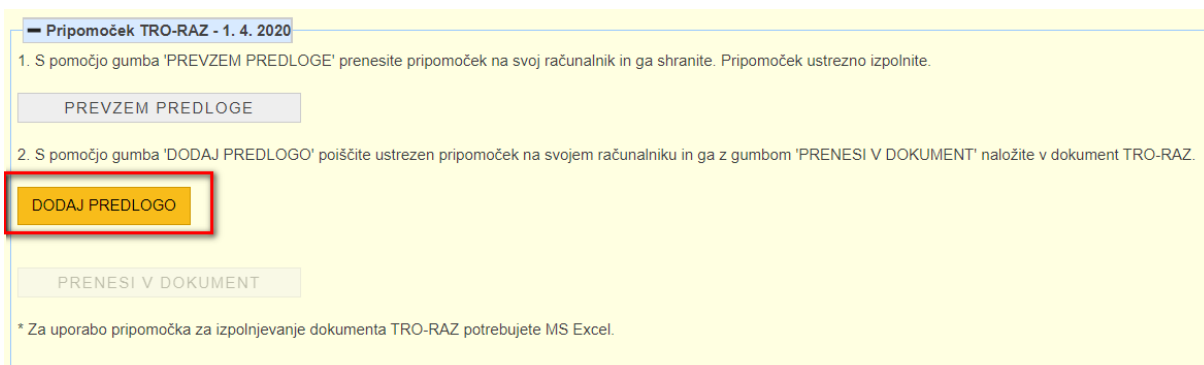 Pripomoček TRO-RAZ - 1. 4. 2020
1. S pomočjo gumba 'PREVZEM PREDLOGE' prenesite pripomoček na svoj računalnik in ga shranite. Pripomoček ustrezno izpolnite.
PREVZEM PREDLOGE
2. S pomočjo gumba 'DODAJ PREDLOGO' poiščite ustrezen pripomoček na svojem računalniku in ga z gumbom 'PRENESI V DOKUMENT' naložite v dokument TRO-RAZ.
DODAJ PREDLOGO
PRENESI V DOKUMENT
* Za uporabo pripomočka za izpolnjevanje dokumenta TRO-RAZ potrebujete MS Excel.